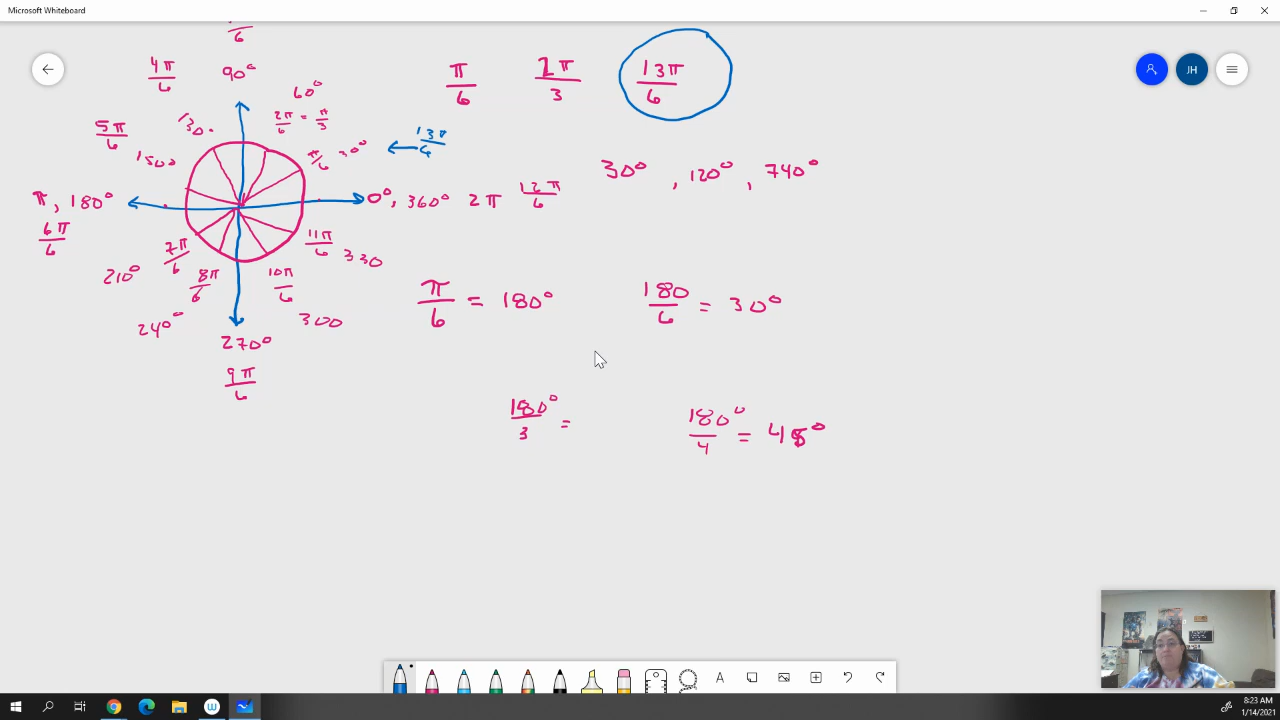 Microsoft Whiteboard
6
4π/6 90°
60°
π/6 2π/3 13π/6
JH
5π/6 130. 2π/6 = π/3
150° π/6 30° 13π/6
30°, 120°, 740°
π, 180° 0°, 360° 2π 12π/6
6π/6
7π/6 11π/6 330
210° 8π/6 10π/6
240° 300
270°
9π/6
π/6 = 180° 180/6 = 30°
180°/3 = 180°/4 = 45°
A
8:23 AM
1/14/2021